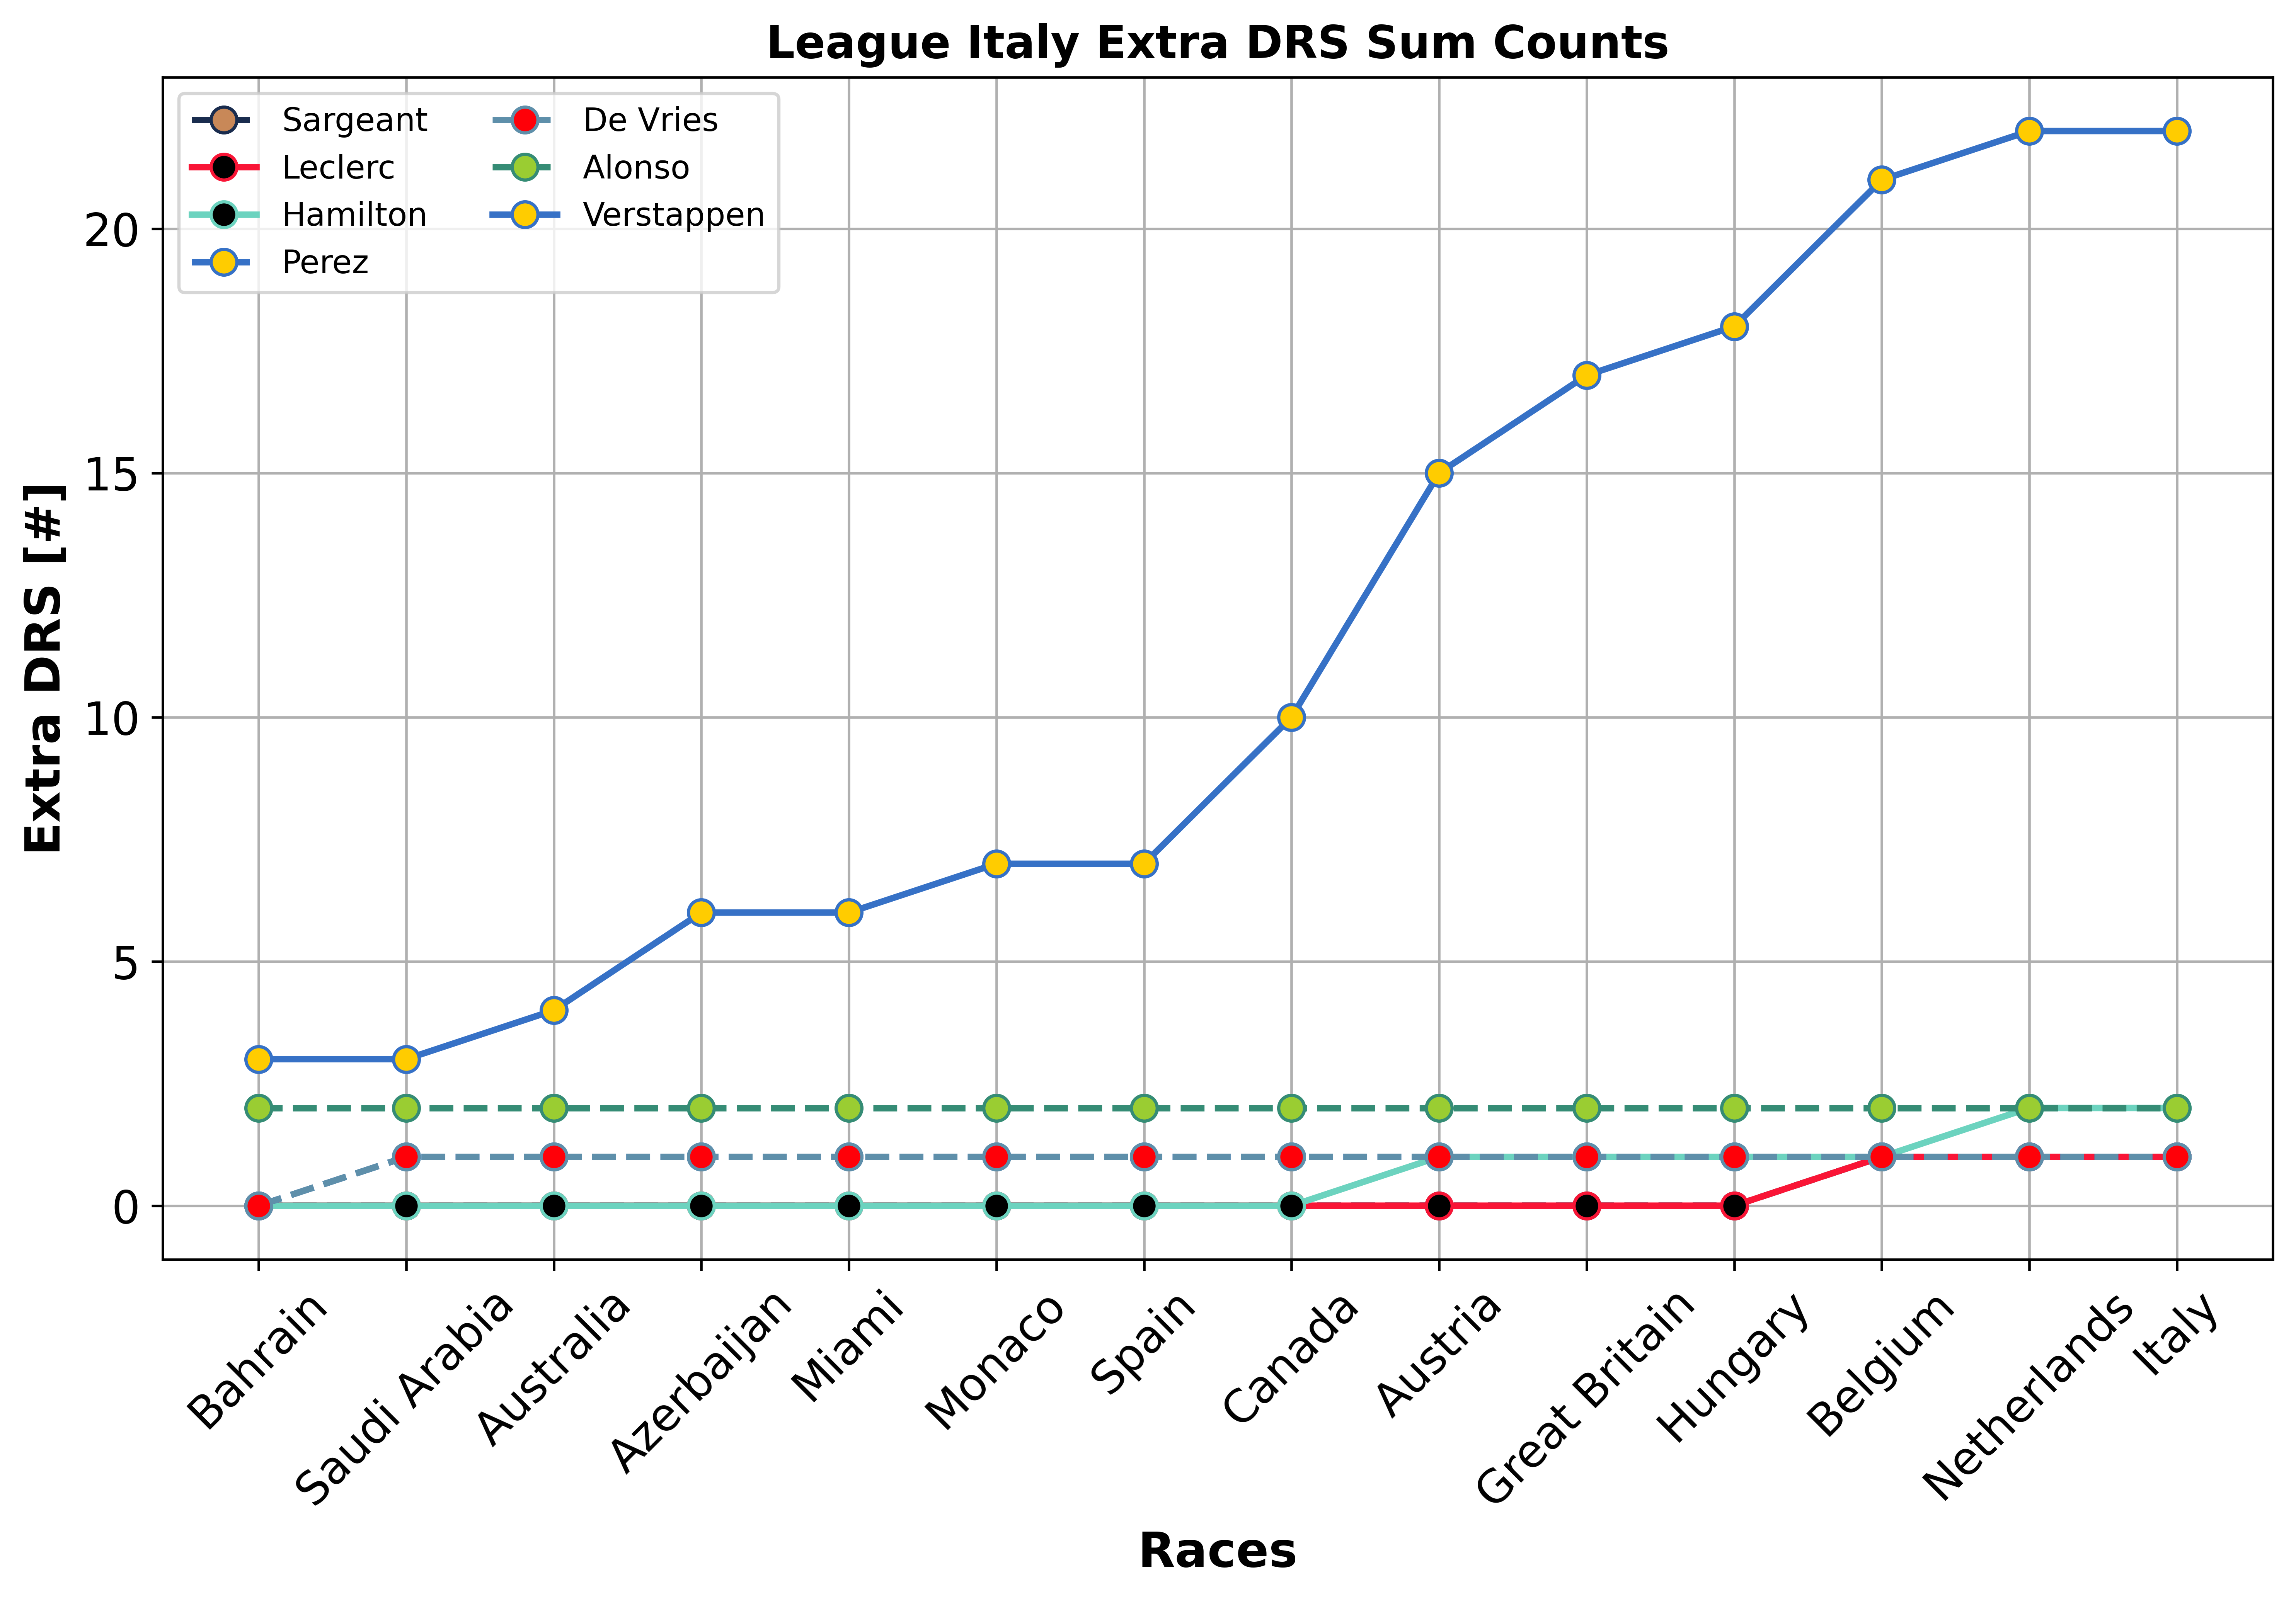 League Italy Extra DRS Sum Counts
Sargeant
Leclerc
Hamilton
Perez
De Vries
Alonso
Verstappen
Extra DRS [#]
20
15
10
5
0
Bahrain
Saudi Arabia
Australia
Azerbaijan
Miami
Monaco
Spain
Canada
Austria
Great Britain
Hungary
Belgium
Netherlands
Italy
Races